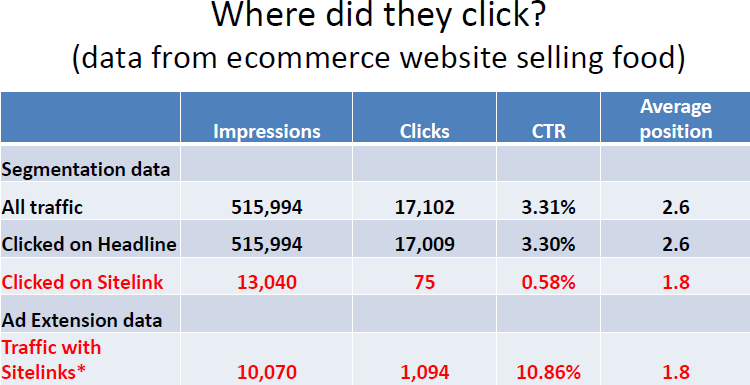 Where did they click?
(data from ecommerce website selling food)
Impressions Clicks CTR Average position
Segmentation data
All traffic 515,994 17,102 3.31% 2.6
Clicked on Headline 515,994 17,009 3.30% 2.6
Clicked on Sitelink 13,040 75 0.58% 1.8
Ad Extension data
Traffic with
Sitelinks* 10,070 1,094 10.86% 1.8